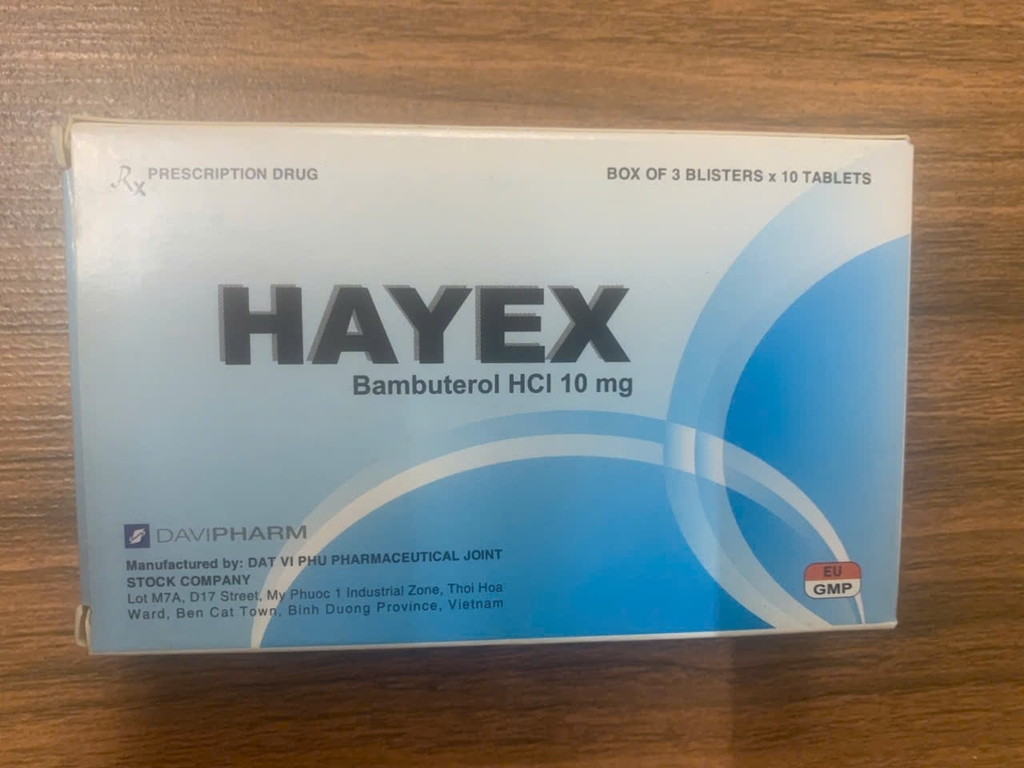 Rx PRESCRIPTION DRUG
BOX OF 3 BLISTERS x 10 TABLETS
HAYEX
Bambuterol HCl 10 mg
DAVIPHARM
Manufactured by: DAT VI PHU PHARMACEUTICAL JOINT
STOCK COMPANY
Lot M7A, D17 Street, My Phuoc 1 Industrial Zone, Thoi Hoa
Ward, Ben Cat Town, Binh Duong Province, Vietnam
EU
GMP